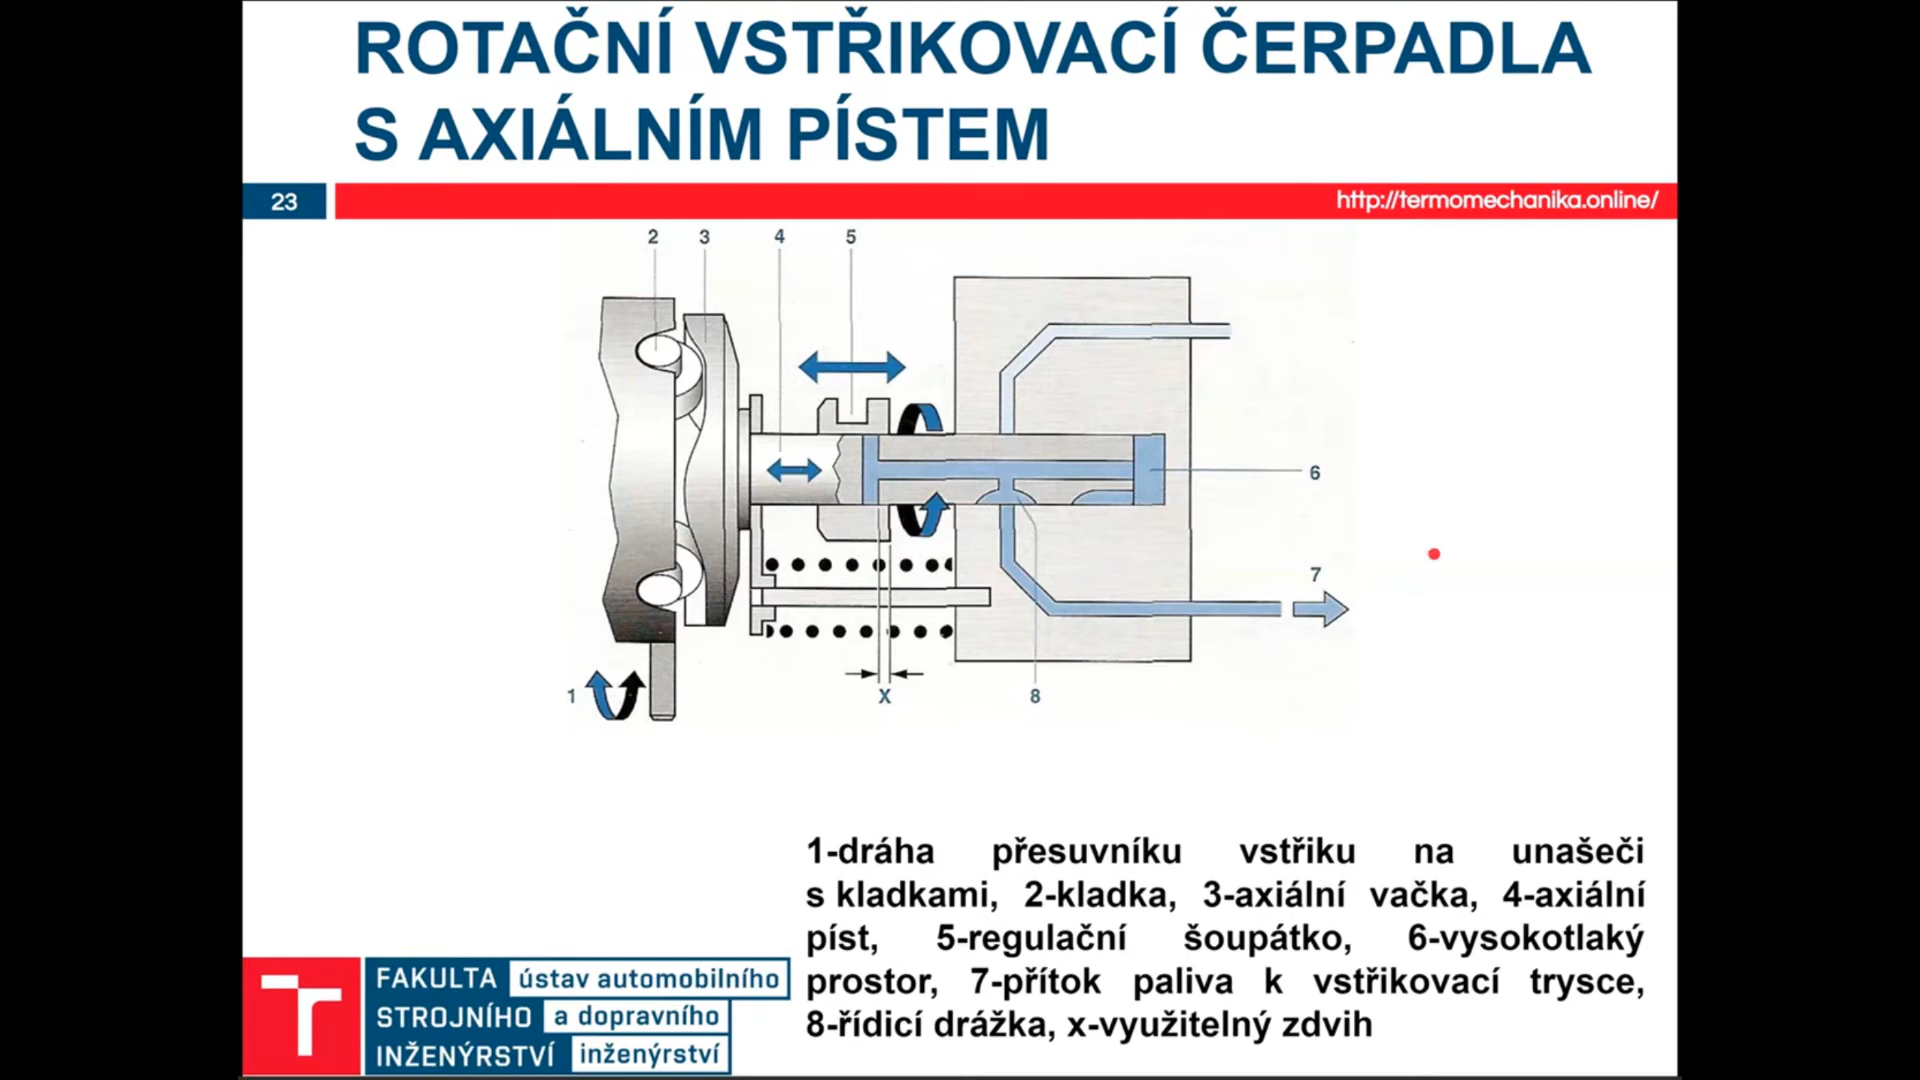 ROTAČNÍ VSTŘIKOVACÍ ČERPADLA
S AXIÁLNÍM PÍSTEM
23
http://termomechanika.online/
2 3 4 5
6
7
1
X
8
1-dráha přesuvníku vstřiku na unašeči
s kladkami, 2-kladka, 3-axiální vačka, 4-axiální
píst, 5-regulační šoupátko, 6-vysokotlaký
prostor, 7-přítok paliva k vstřikovací trysce,
8-řídicí drážka, x-využitelný zdvih
FAKULTA ústav automobilního
STROJNÍHO a dopravního
INŽENÝRSTVÍ inženýrství